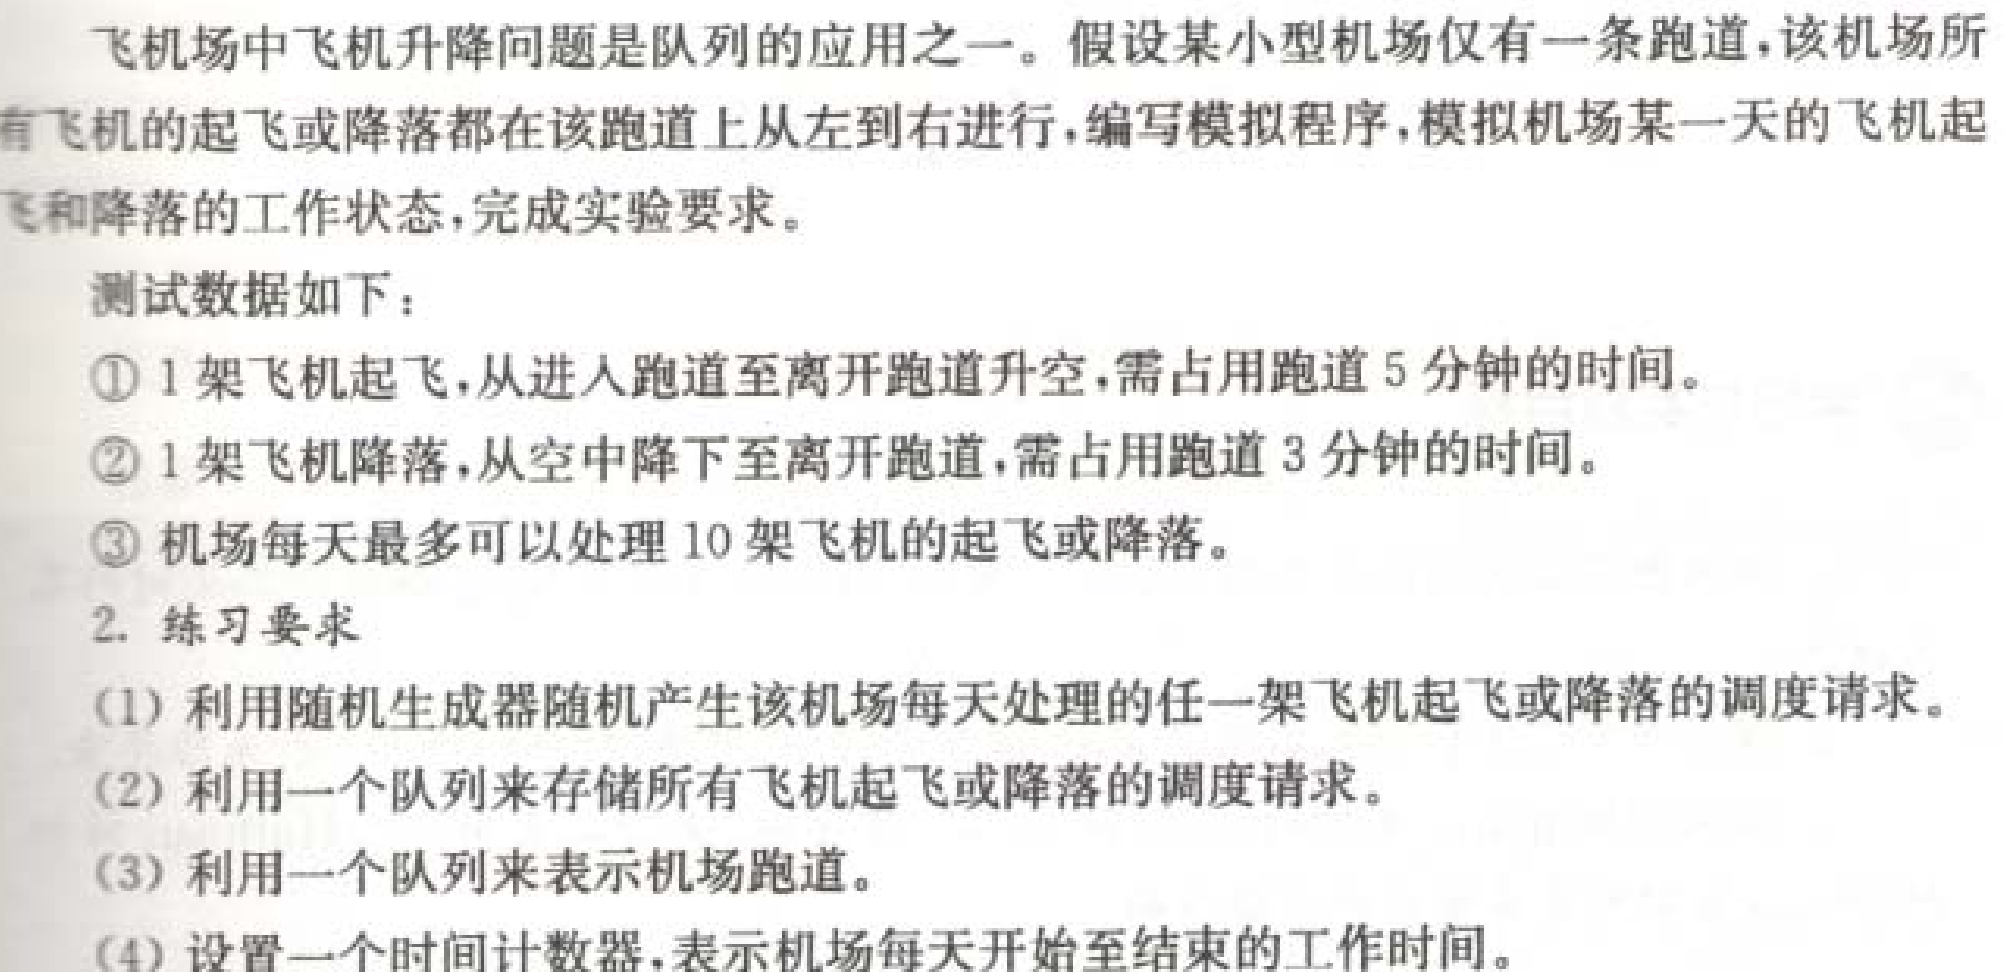 飞机场中飞机升降问题是队列的应用之一。假设某小型机场仅有一条跑道,该机场所
有飞机的起飞或降落都在该跑道上从左到右进行,编写模拟程序,模拟机场某一天的飞机起
飞和降落的工作状态,完成实验要求。
测试数据如下:
① 1 架飞机起飞,从进入跑道至离开跑道升空,需占用跑道 5 分钟的时间。
② 1 架飞机降落,从空中降下至离开跑道,需占用跑道 3 分钟的时间。
③ 机场每天最多可以处理 10 架飞机的起飞或降落。
2. 练习要求
(1) 利用随机生成器随机产生该机场每天处理的任一架飞机起飞或降落的调度请求。
(2) 利用一个队列来存储所有飞机起飞或降落的调度请求。
(3) 利用一个队列来表示机场跑道。
(4) 设置一个时间计数器,表示机场每天开始至结束的工作时间。